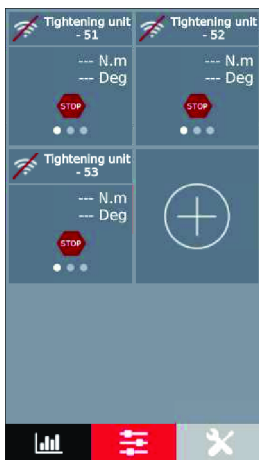 Tightening unit
- 51
--- N.m
--- Deg
STOP
Tightening unit
- 52
--- N.m
--- Deg
STOP
Tightening unit
- 53
--- N.m
--- Deg
STOP